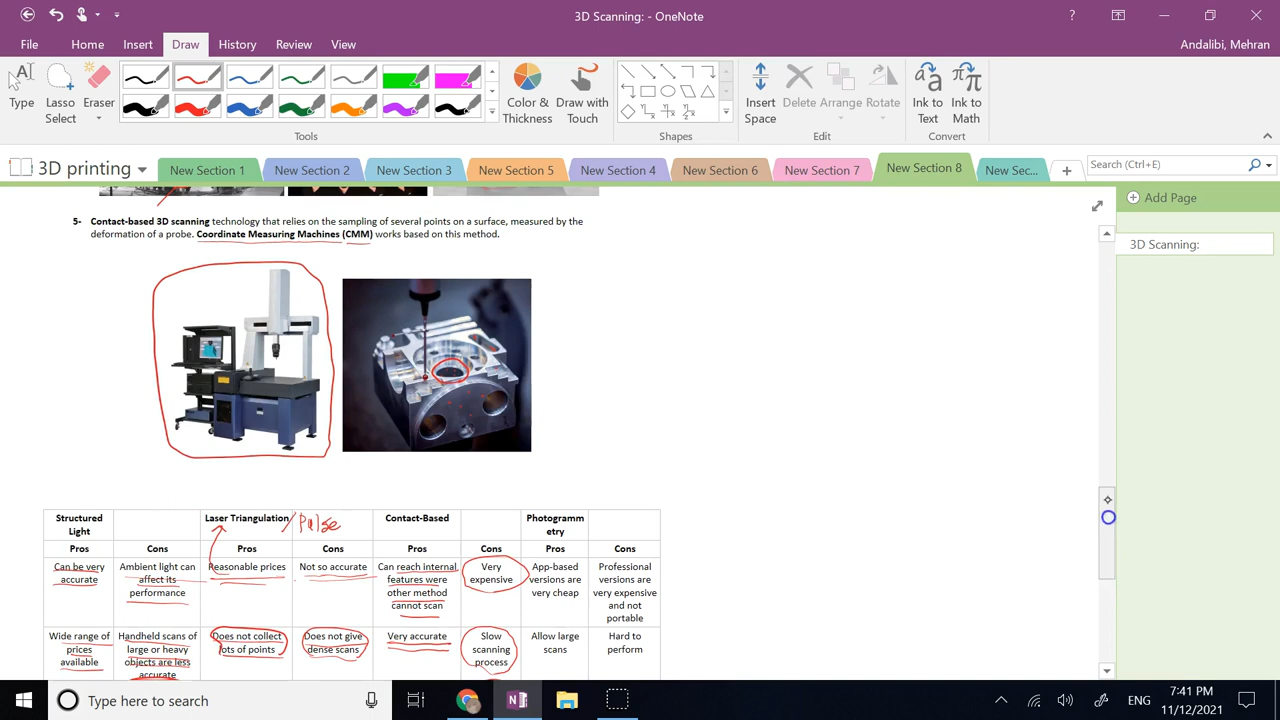 3D Scanning: - OneNote
?
File
Home
Insert
Draw
History
Review
View
Andalibi, Mehran
Type
Lasso
Select
Eraser
Color &
Thickness
Draw with
Touch
Insert
Space
Delete
Arrange
Rotate
Ink to
Text
Ink to
Math
Tools
Shapes
Edit
Convert
3D printing
New Section 1
New Section 2
New Section 3
New Section 5
New Section 4
New Section 6
New Section 7
New Section 8
New Sec...
Search (Ctrl+E)
Add Page
3D Scanning:
5- Contact-based 3D scanning technology that relies on the sampling of several points on a surface, measured by the
deformation of a probe. Coordinate Measuring Machines (CMM) works based on this method.
Structured
Light
Laser Triangulation / Pulse
Contact-Based
Photogramm
etry
Pros
Cons
Pros
Cons
Pros
Cons
Pros
Cons
Can be very
accurate
Ambient light can
affect its
performance
Reasonable prices
Not so accurate
Can reach internal
features were
other method
cannot scan
Very
expensive
App-based
versions are
very cheap
Professional
versions are
very expensive
and not
portable
Wide range of
prices
available
Handheld scans of
large or heavy
objects are less
accurate
Does not collect
lots of points
Does not give
dense scans
Very accurate
Slow
scanning
process
Allow large
scans
Hard to
perform
Type here to search
ENG
7:41 PM
11/12/2021